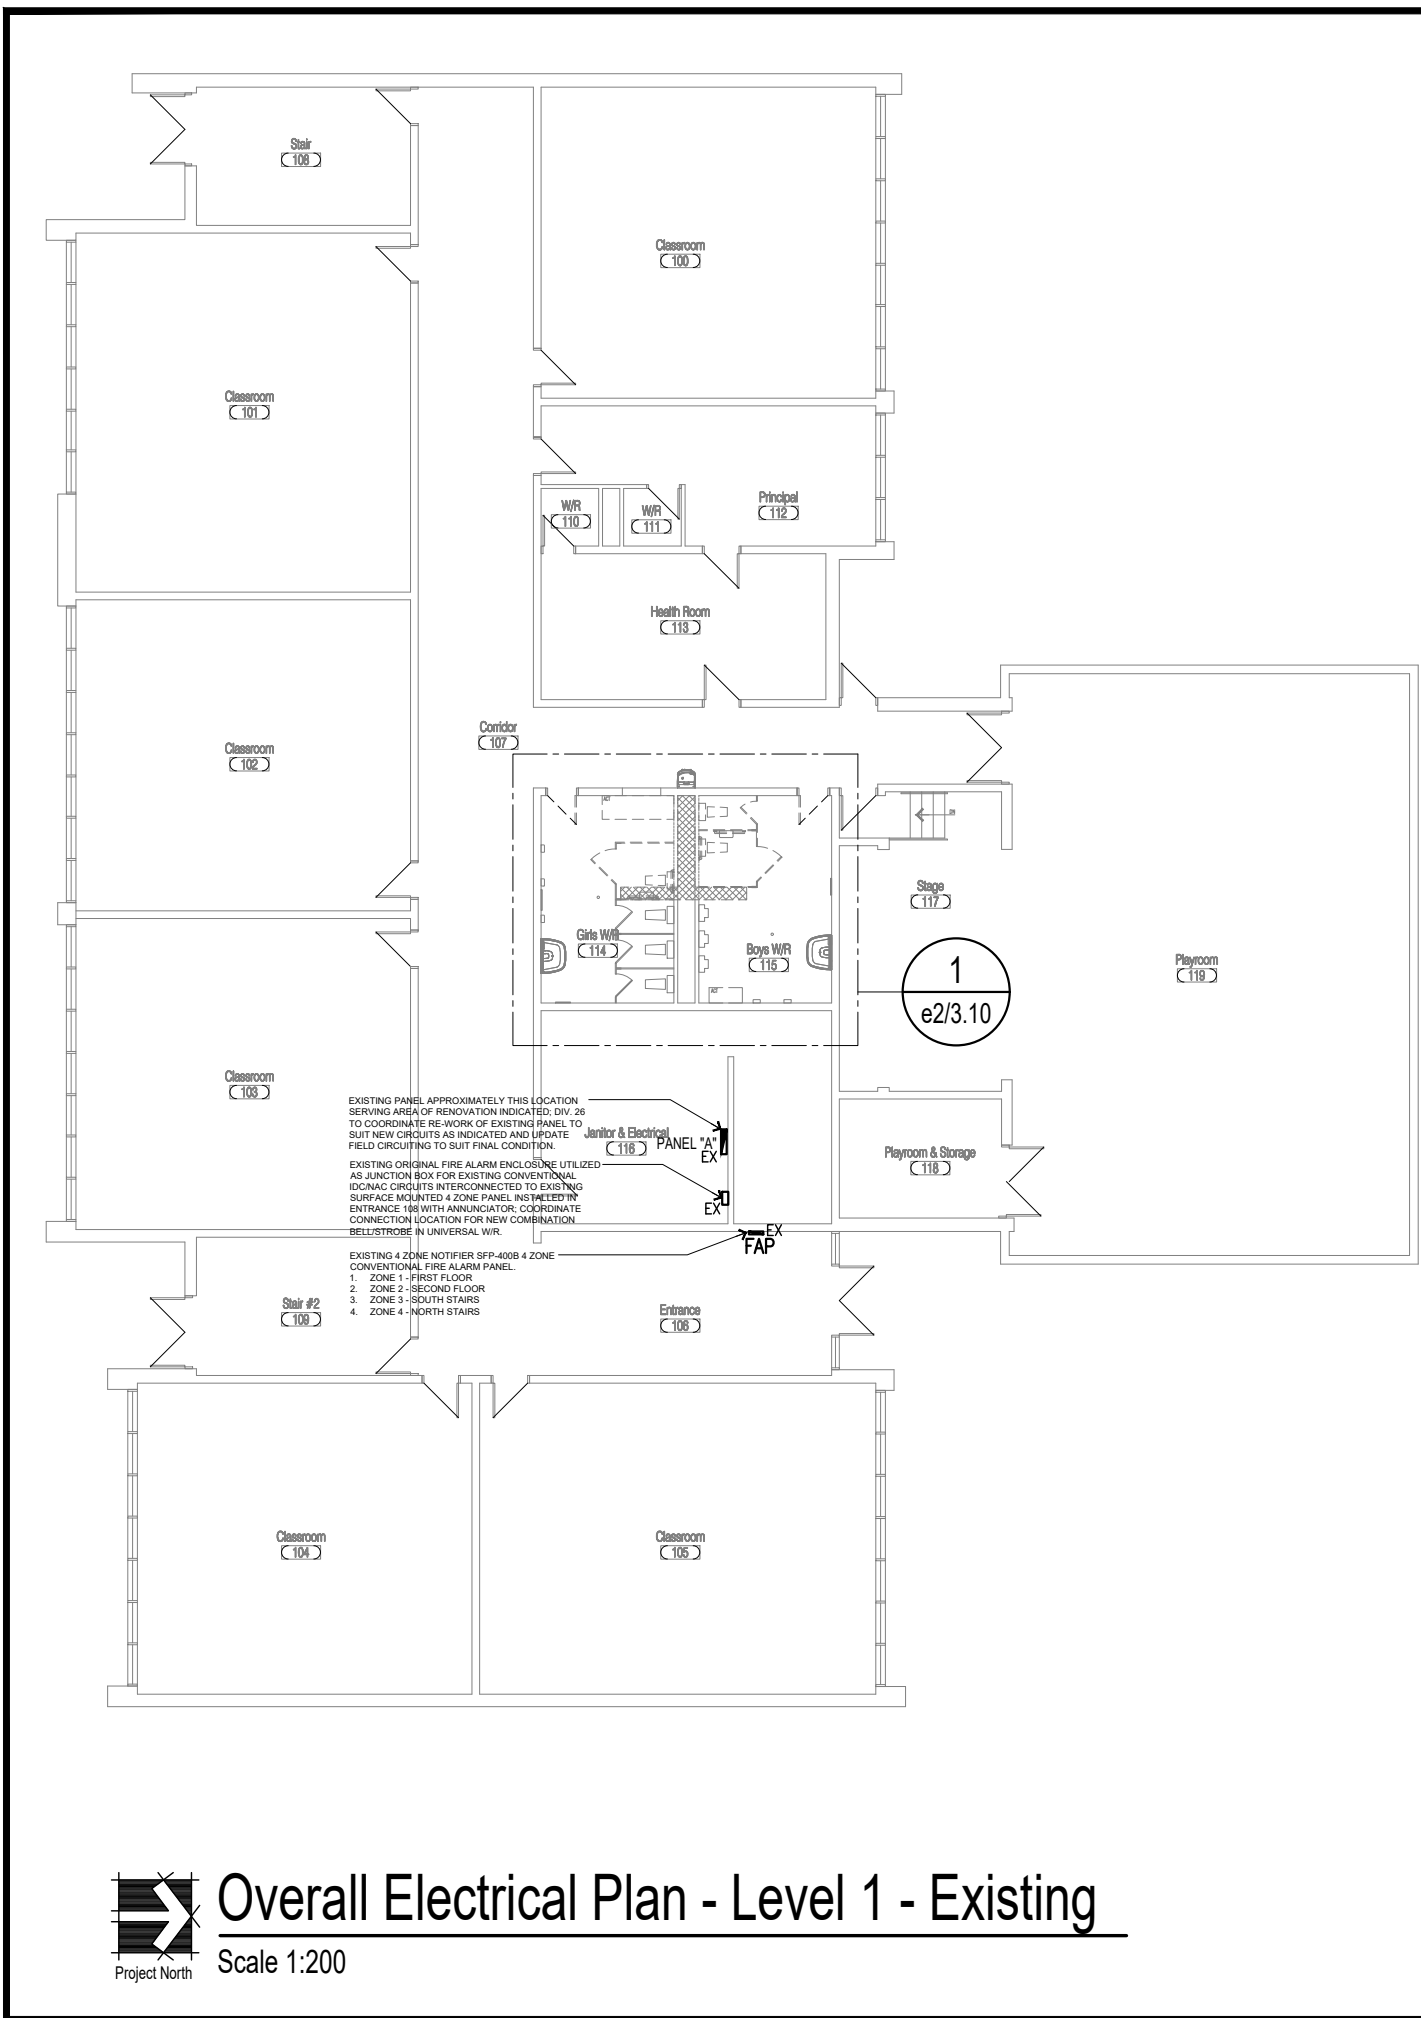 Stair
108
Classroom
100
Classroom
101
W/R
110
W/R
111
Principal
112
Health Room
113
Corridor
107
Classroom
102
ACT
Stage
117
Girls W/R
114
Boys W/R
115
ACT
1
e2/3.10
Playroom
119
Classroom
103
EXISTING PANEL APPROXIMATELY THIS LOCATION
SERVING AREA OF RENOVATION INDICATED; DIV. 26
TO COORDINATE RE-WORK OF EXISTING PANEL TO
SUIT NEW CIRCUITS AS INDICATED AND UPDATE
FIELD CIRCUITING TO SUIT FINAL CONDITION.
Janitor & Electrical
116
PANEL "A"
EX
Playroom & Storage
118
EXISTING ORIGINAL FIRE ALARM ENCLOSURE UTILIZED
AS JUNCTION BOX FOR EXISTING CONVENTIONAL
IDC/NAC CIRCUITS INTERCONNECTED TO EXISTING
SURFACE MOUNTED 4 ZONE PANEL INSTALLED IN
ENTRANCE 108 WITH ANNUNCIATOR; COORDINATE
CONNECTION LOCATION FOR NEW COMBINATION
BELL/STROBE IN UNIVERSAL W/R.
EX
EX
FAP
EXISTING 4 ZONE NOTIFIER SFP-400B 4 ZONE
CONVENTIONAL FIRE ALARM PANEL.
1. ZONE 1 - FIRST FLOOR
2. ZONE 2 - SECOND FLOOR
3. ZONE 3 - SOUTH STAIRS
4. ZONE 4 - NORTH STAIRS
Stair #2
109
Entrance
106
Classroom
104
Classroom
105
Overall Electrical Plan - Level 1 - Existing
Project North
Scale 1:200